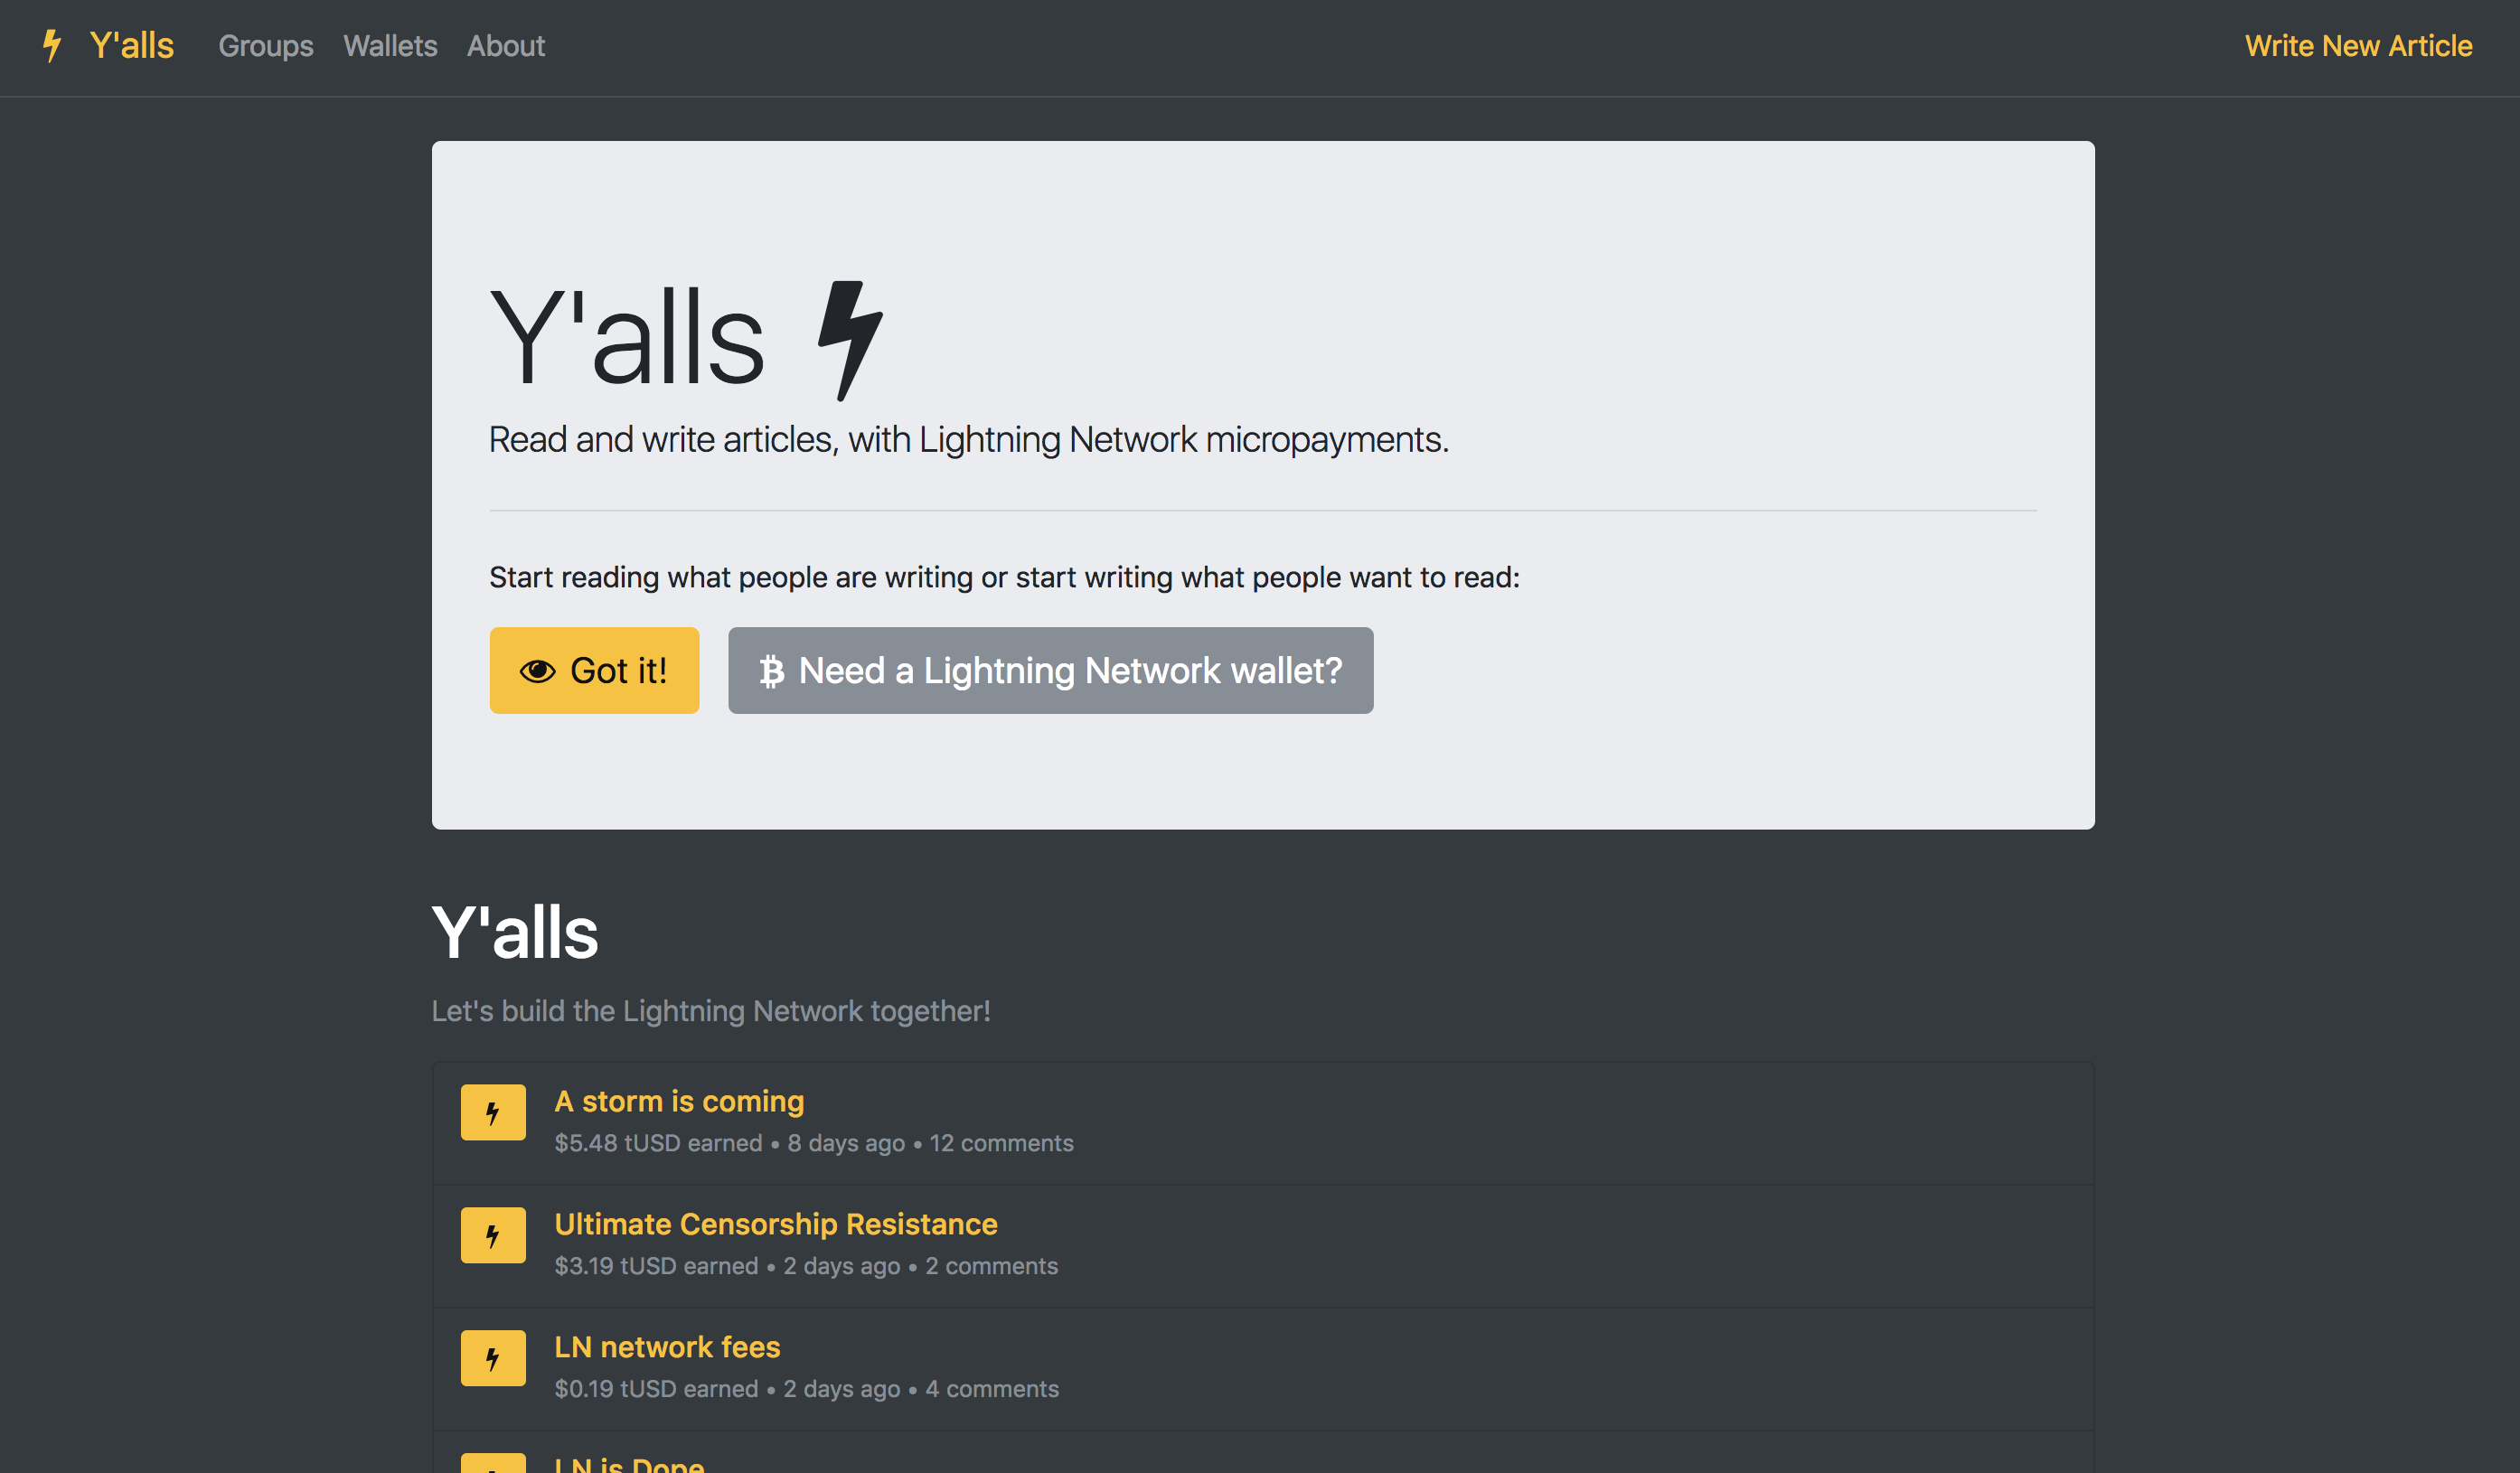 Y'alls Groups Wallets About Write New Article
Y'alls
Read and write articles, with Lightning Network micropayments.
Start reading what people are writing or start writing what people want to read:
Got it! Need a Lightning Network wallet?
Y'alls
Let's build the Lightning Network together!
A storm is coming
$5.48 tUSD earned • 8 days ago • 12 comments
Ultimate Censorship Resistance
$3.19 tUSD earned • 2 days ago • 2 comments
LN network fees
$0.19 tUSD earned • 2 days ago • 4 comments
LN is Done